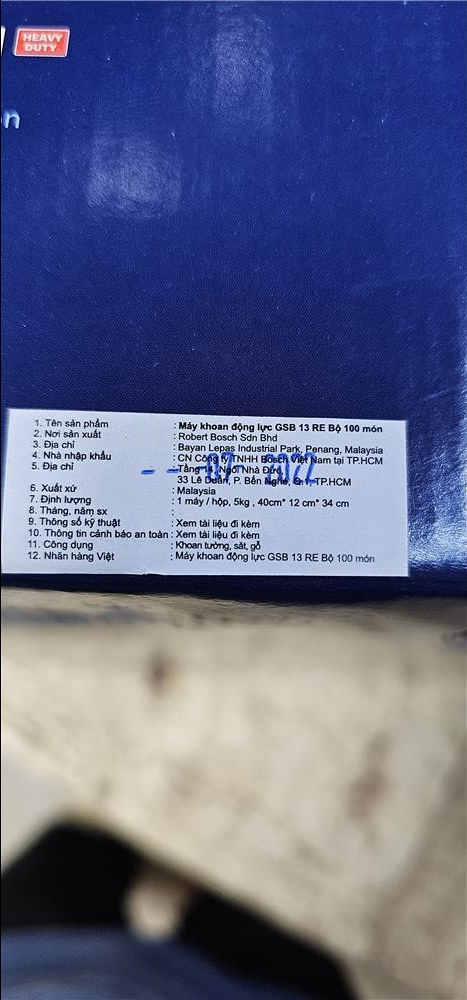 HEAVY
DUTY
n
1. Tên sản phẩm : Máy khoan động lực GSB 13 RE Bộ 100 món
2. Nơi sản xuất : Robert Bosch Sdn Bhd
3. Địa chỉ : Bayan Lepas Industrial Park, Penang, Malaysia
4. Nhà nhập khẩu : CN Công ty TNHH Bosch Việt Nam tại TP.HCM
5. Địa chỉ : Tầng 14, Ngôi Nhà Đức,
33 Lê Duẩn, P. Bến Nghé, Q.1, TP.HCM
6. Xuất xứ : Malaysia
7. Định lượng : 1 máy / hộp, 5kg , 40cm* 12 cm* 34 cm
8. Tháng, năm sx :
9. Thông số kỹ thuật : Xem tài liệu đi kèm
10. Thông tin cảnh báo an toàn : Xem tài liệu đi kèm
11. Công dụng : Khoan tường, sắt, gỗ
12. Nhãn hàng Việt : Máy khoan động lực GSB 13 RE Bộ 100 món